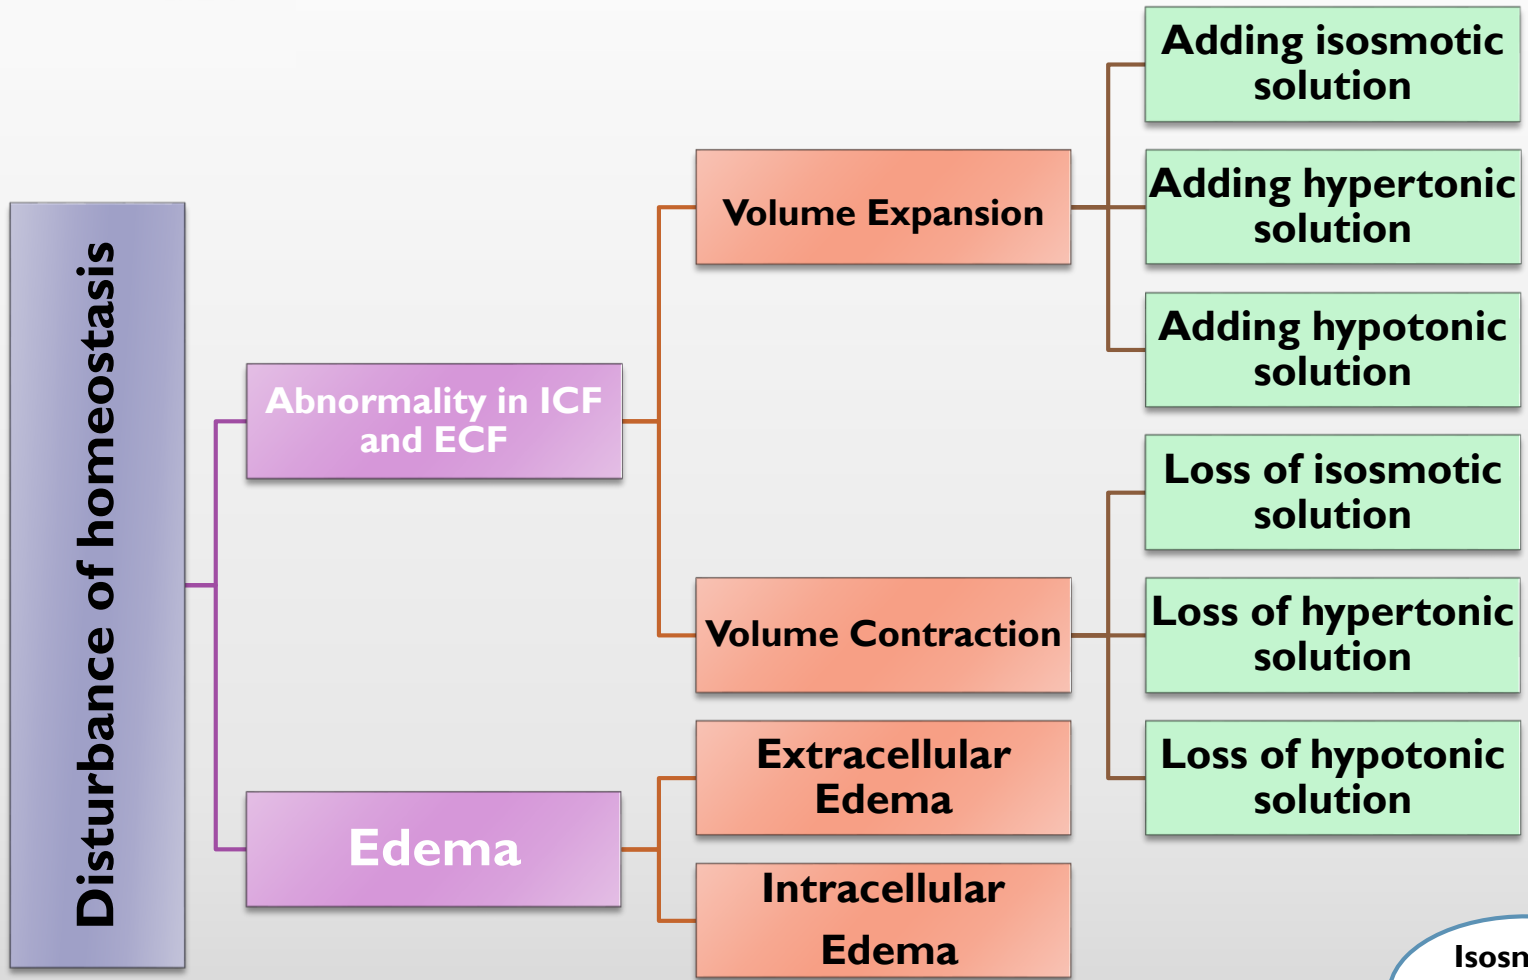 Disturbance of homeostasis
Abnormality in ICF
and ECF
Edema
Volume Expansion
Volume Contraction
Extracellular
Edema
Intracellular
Edema
Adding isosmotic
solution
Adding hypertonic
solution
Adding hypotonic
solution
Loss of isosmotic
solution
Loss of hypertonic
solution
Loss of hypotonic
solution